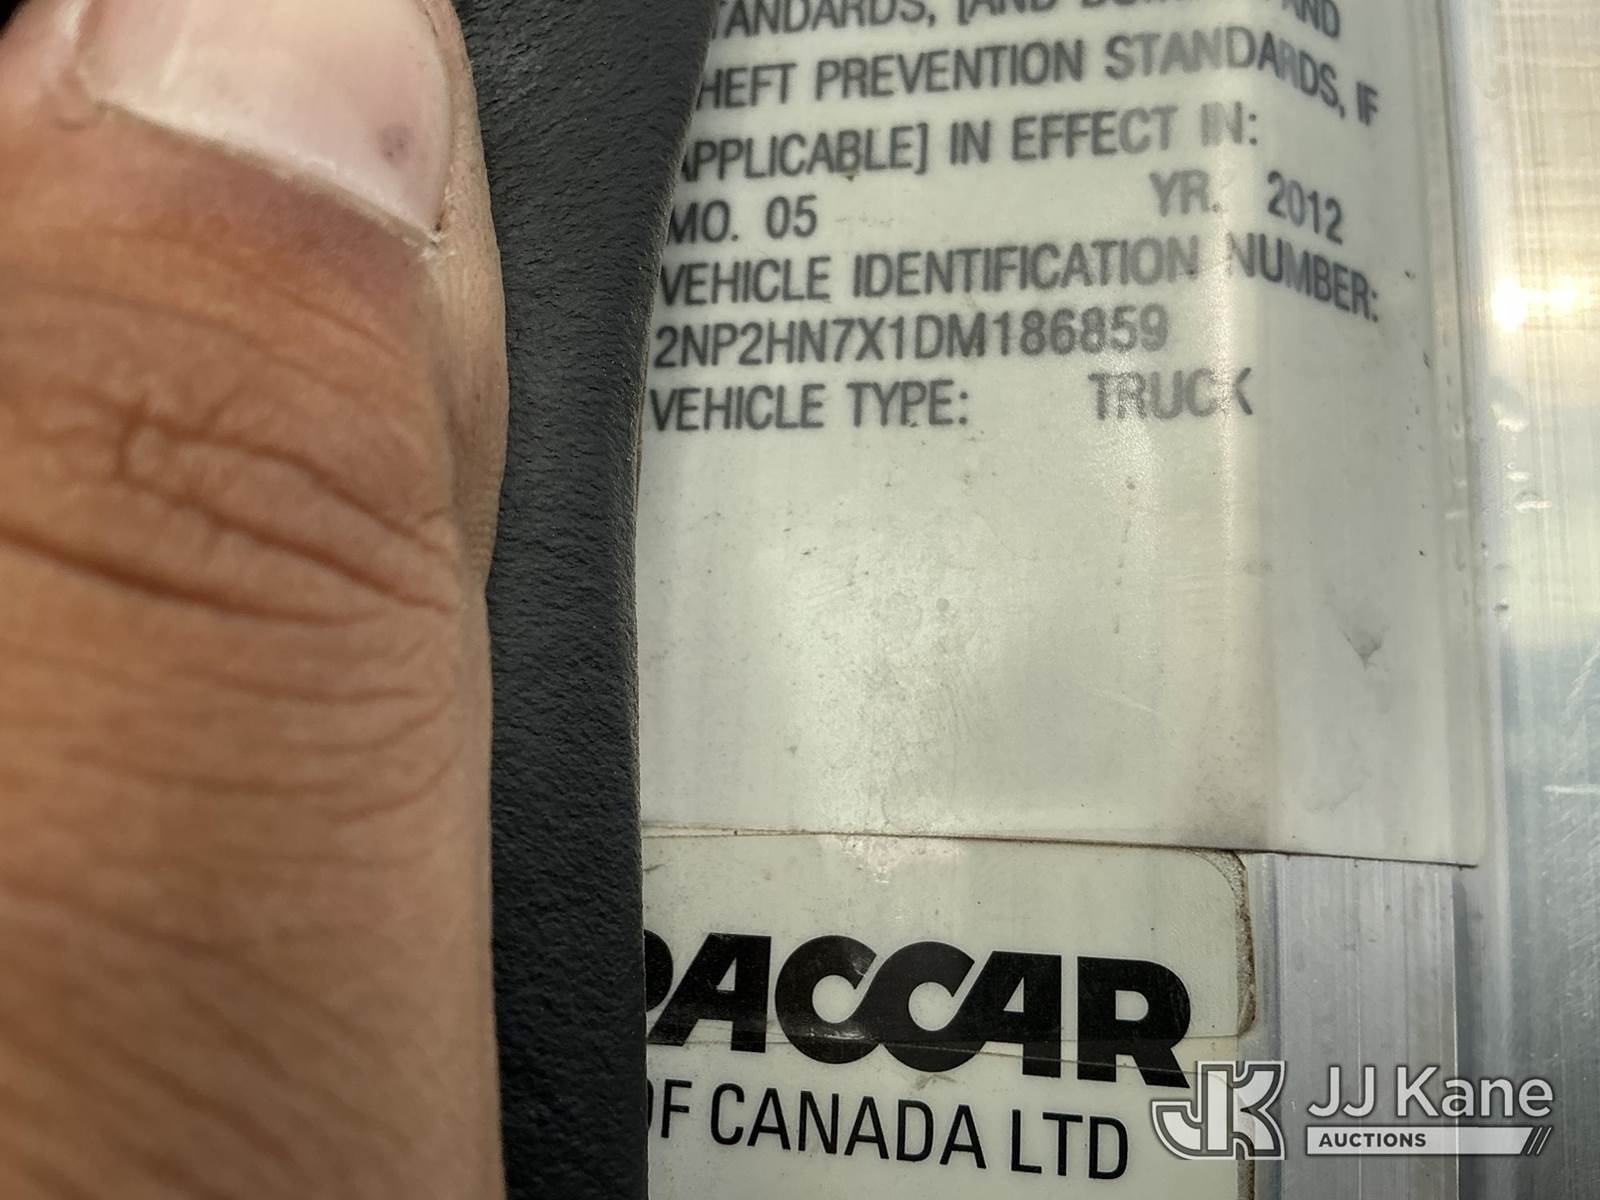 STANDARDS, [AND BUMPER AND
THEFT PREVENTION STANDARDS, IF
APPLICABLE] IN EFFECT IN:
MO. 05 YR. 2012
VEHICLE IDENTIFICATION NUMBER:
2NP2HN7X1DM186859
VEHICLE TYPE: TRUCK
PACCAR
OF CANADA LTD
JK JJ Kane
AUCTIONS